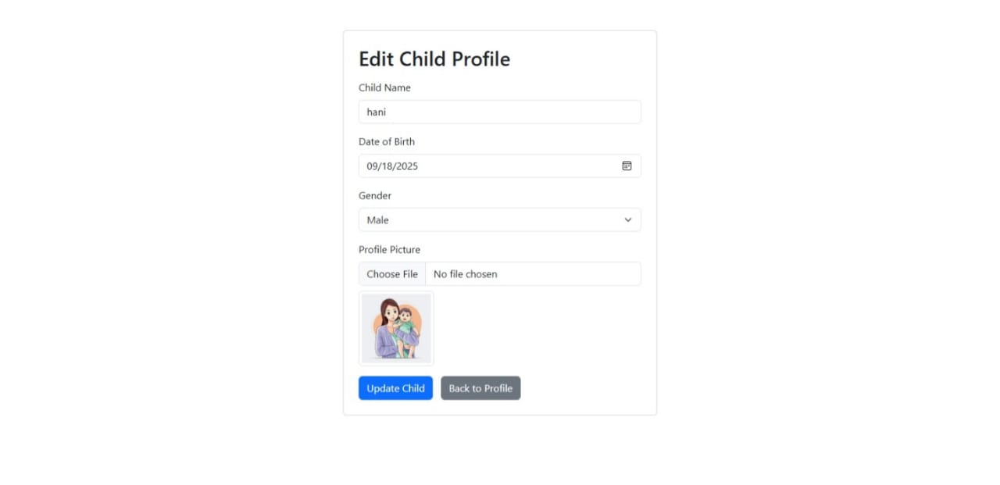 Edit Child Profile
Child Name
hani
Date of Birth
09/18/2025
Gender
Male
Profile Picture
Choose File No file chosen
Update Child Back to Profile